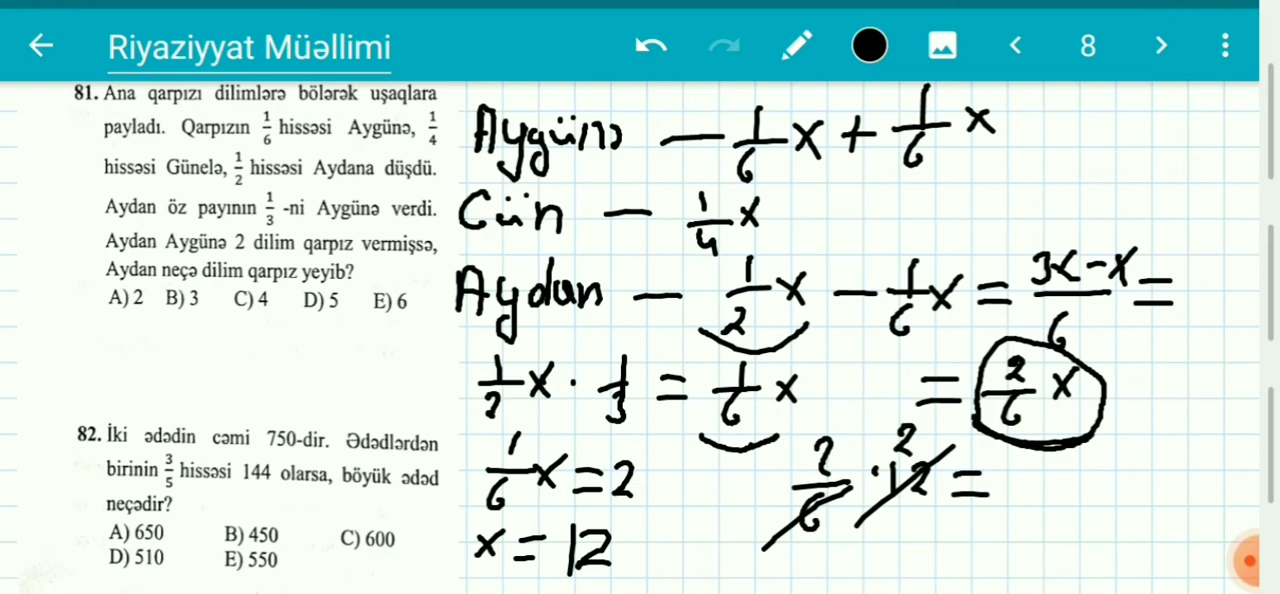 Riyaziyyat Müəllimi
8
81. Ana qarpızı dilimlərə bölərək uşaqlara
payladı. Qarpızın 1/6 hissəsi Aygünə, 1/4
hissəsi Günelə, 1/2 hissəsi Aydana düşdü.
Aydan öz payının 1/3 -ni Aygünə verdi.
Aydan Aygünə 2 dilim qarpız vermişsə,
Aydan neçə dilim qarpız yeyib?
A) 2 B) 3 C) 4 D) 5 E) 6
82. İki ədədin cəmi 750-dir. Ədədlərdən
birinin 3/5 hissəsi 144 olarsa, böyük ədəd
neçədir?
A) 650 B) 450 C) 600
D) 510 E) 550
Aygünə — 1/6 x + 1/6 x
Gün — 1/4 x
Aydan — 1/2 x — 1/6 x = 3x - x / 6 =
1/2 x · 1/3 = 1/6 x = 2/6 x
1/6 x = 2 2/6 · 12 2 =
x = 12